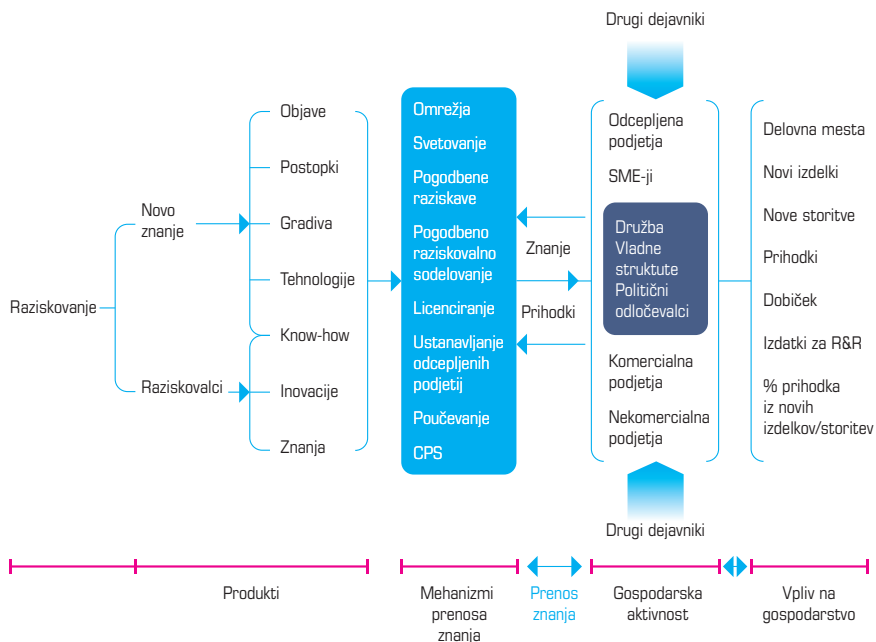 Drugi dejavniki
Raziskovanje
Novo
znanje
Raziskovalci
Objave
Postopki
Gradiva
Tehnologije
Know-how
Inovacije
Znanja
Omrežja
Svetovanje
Pogodbene
raziskave
Pogodbeno
raziskovalno
sodelovanje
Licenciranje
Ustanavljanje
odcepljenih
podjetij
Poučevanje
CPS
Znanje
Prihodki
Odcepljena
podjetja
SME-ji
Družba
Vladne
struktute
Politični
odločevalci
Komercialna
podjetja
Nekomercialna
podjetja
Delovna mesta
Novi izdelki
Nove storitve
Prihodki
Dobiček
Izdatki za R&R
% prihodka
iz novih
izdelkov/storitev
Drugi dejavniki
Produkti
Mehanizmi
prenosa
znanja
Prenos
znanja
Gospodarska
aktivnost
Vpliv na
gospodarstvo